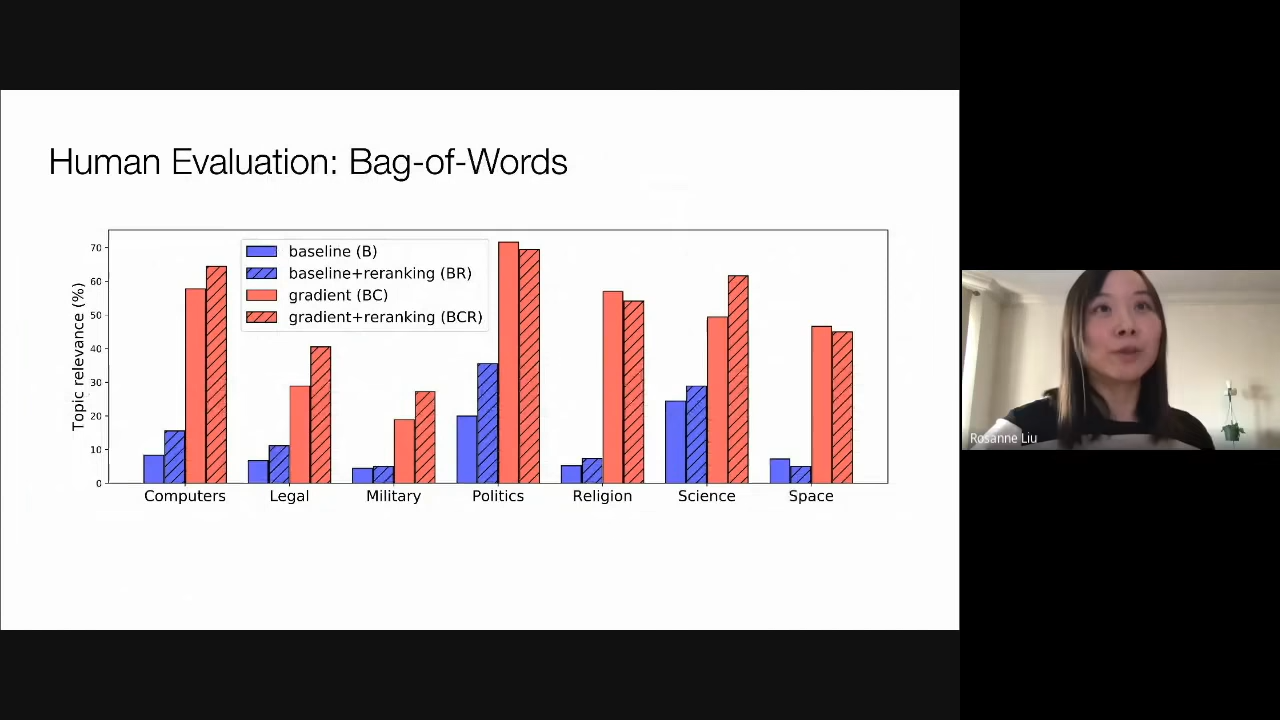 Human Evaluation: Bag-of-Words
baseline (B)
baseline+reranking (BR)
gradient (BC)
gradient+reranking (BCR)
Topic relevance (%)
70
60
50
40
30
20
10
0
Computers Legal Military Politics Religion Science Space
Rosanne Liu